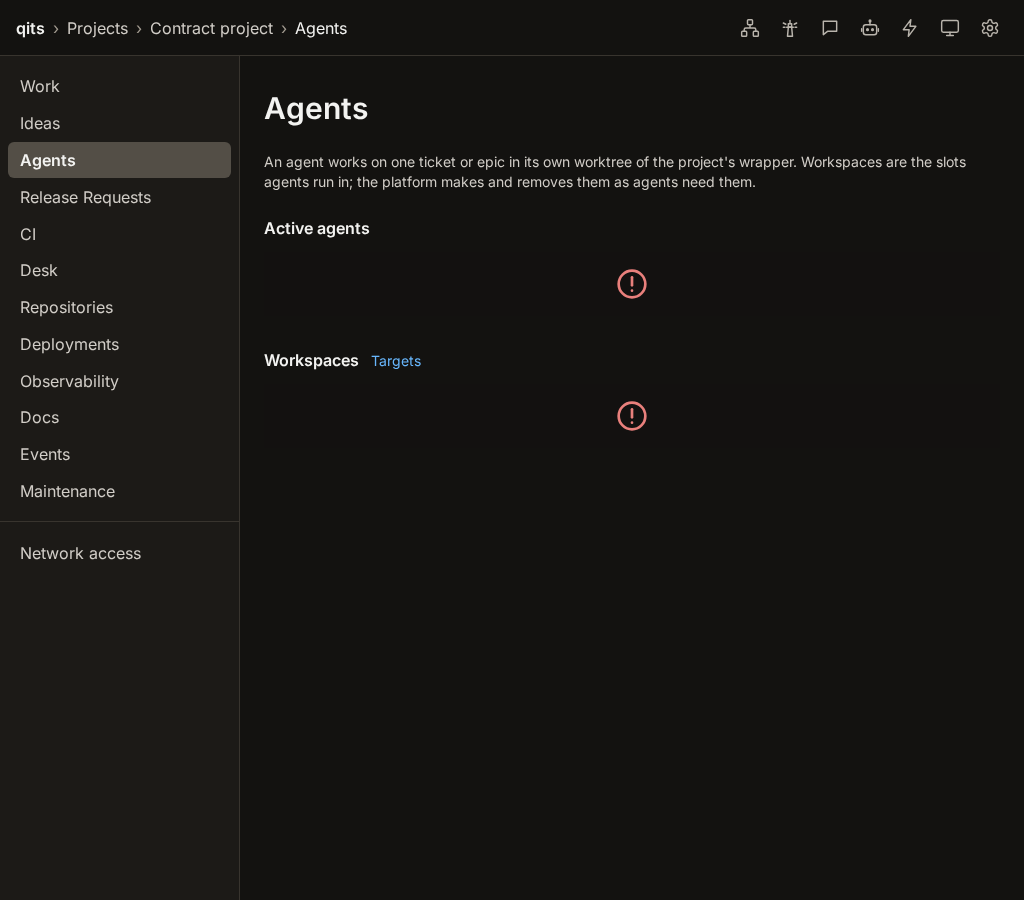 qits › Projects › Contract project › Agents
Work
Ideas
Agents
Release Requests
CI
Desk
Repositories
Deployments
Observability
Docs
Events
Maintenance
Network access
Agents
An agent works on one ticket or epic in its own worktree of the project's wrapper. Workspaces are the slots
agents run in; the platform makes and removes them as agents need them.
Active agents
Workspaces Targets